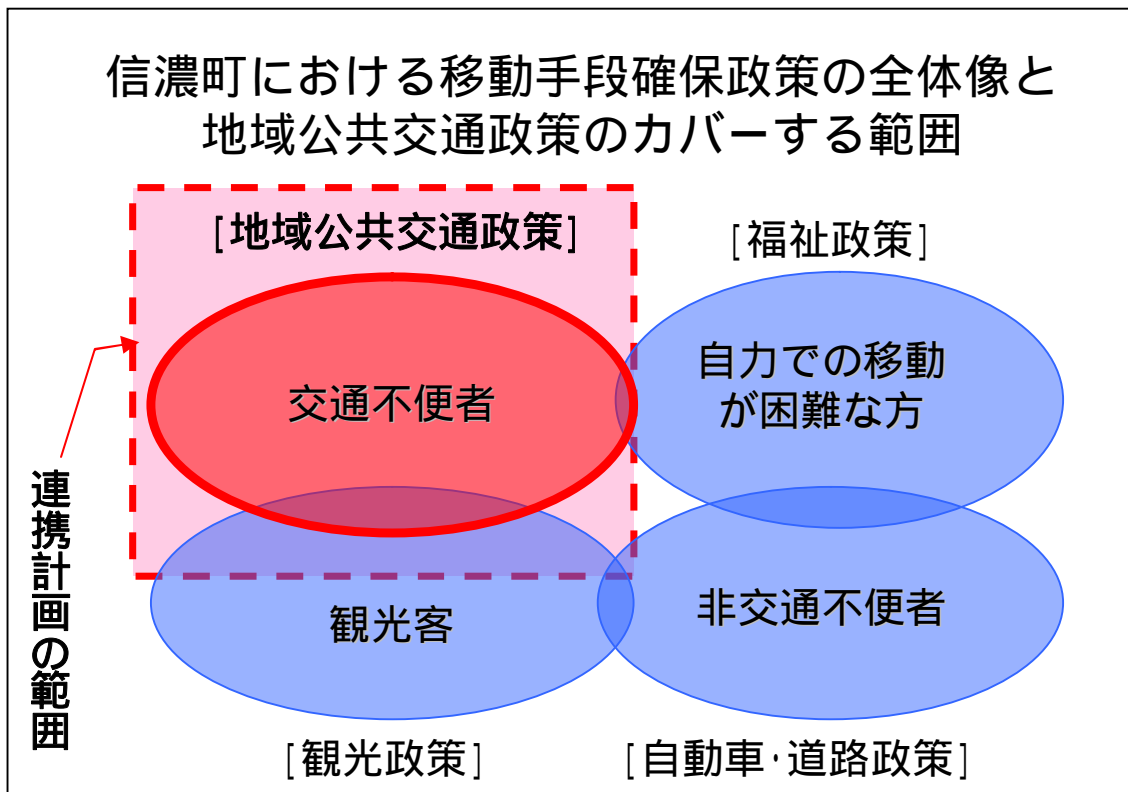 信濃町における移動手段確保政策の全体像と
地域公共交通政策のカバーする範囲
[地域公共交通政策]
[福祉政策]
交通不便者
自力での移動
が困難な方
連携計画の範囲
観光客
非交通不便者
[観光政策]
[自動車･道路政策]